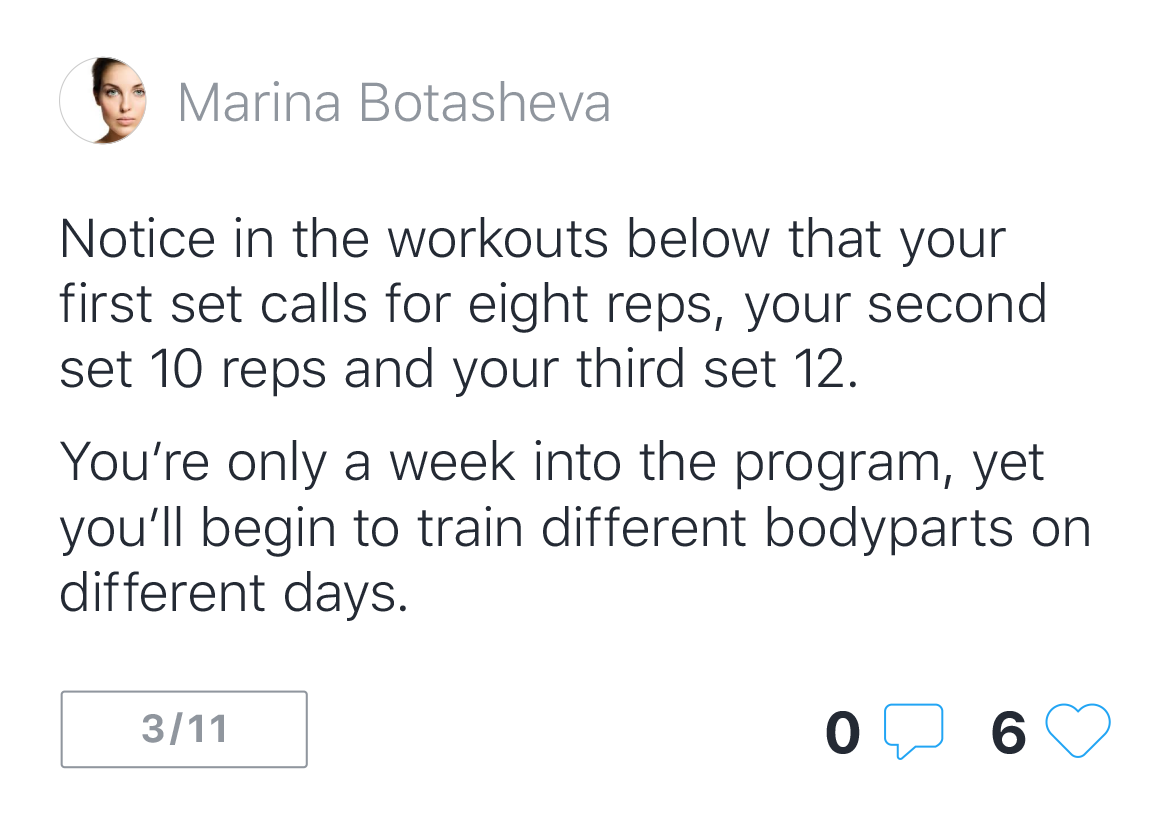 Marina Botasheva
Notice in the workouts below that your
first set calls for eight reps, your second
set 10 reps and your third set 12.
You’re only a week into the program, yet
you’ll begin to train different bodyparts on
different days.
3/11
0 6